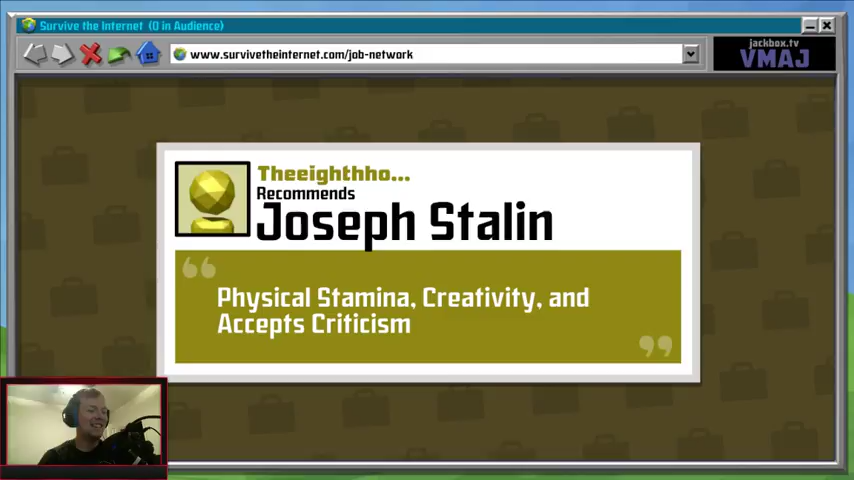 Survive the Internet (0 in Audience)
www.survivetheinternet.com/job-network
jackbox.tv
VMAJ
Theeighthho...
Recommends
Joseph Stalin
Physical Stamina, Creativity, and
Accepts Criticism